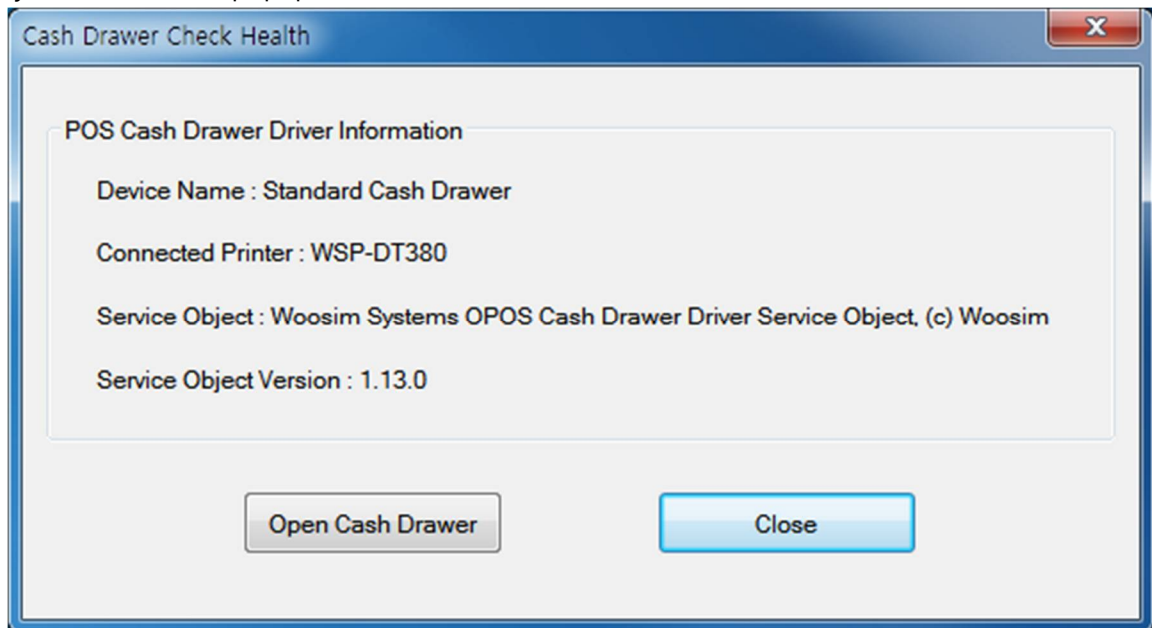 Cash Drawer Check Health
POS Cash Drawer Driver Information
Device Name : Standard Cash Drawer
Connected Printer : WSP-DT380
Service Object : Woosim Systems OPOS Cash Drawer Driver Service Object, (c) Woosim
Service Object Version : 1.13.0
Open Cash Drawer
Close